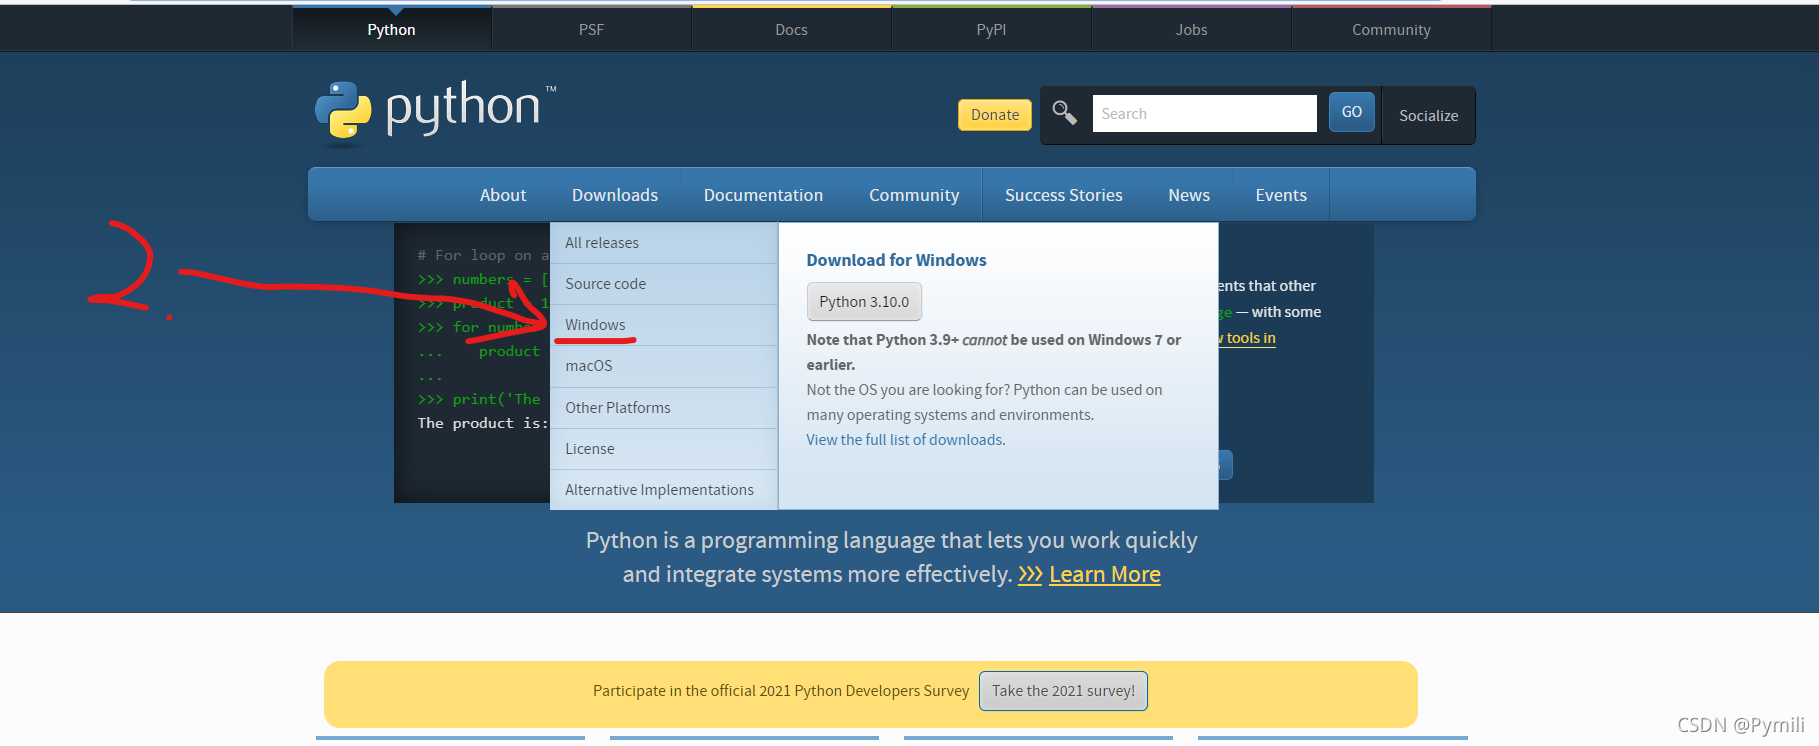 Python
PSF
Docs
PyPI
Jobs
Community
python™
Donate
Search
GO
Socialize
About
Downloads
Documentation
Community
Success Stories
News
Events
2.
# For loop on a
>>> numbers = [
>>> product = 1
>>> for numb
... product
...
>>> print('The
The product is:
All releases
Source code
Windows
macOS
Other Platforms
License
Alternative Implementations
Download for Windows
Python 3.10.0
Note that Python 3.9+ cannot be used on Windows 7 or
earlier.
Not the OS you are looking for? Python can be used on
many operating systems and environments.
View the full list of downloads.
ents that other
ge — with some
w tools in
Python is a programming language that lets you work quickly
and integrate systems more effectively. >>> Learn More
Participate in the official 2021 Python Developers Survey
Take the 2021 survey!
CSDN @Pymili